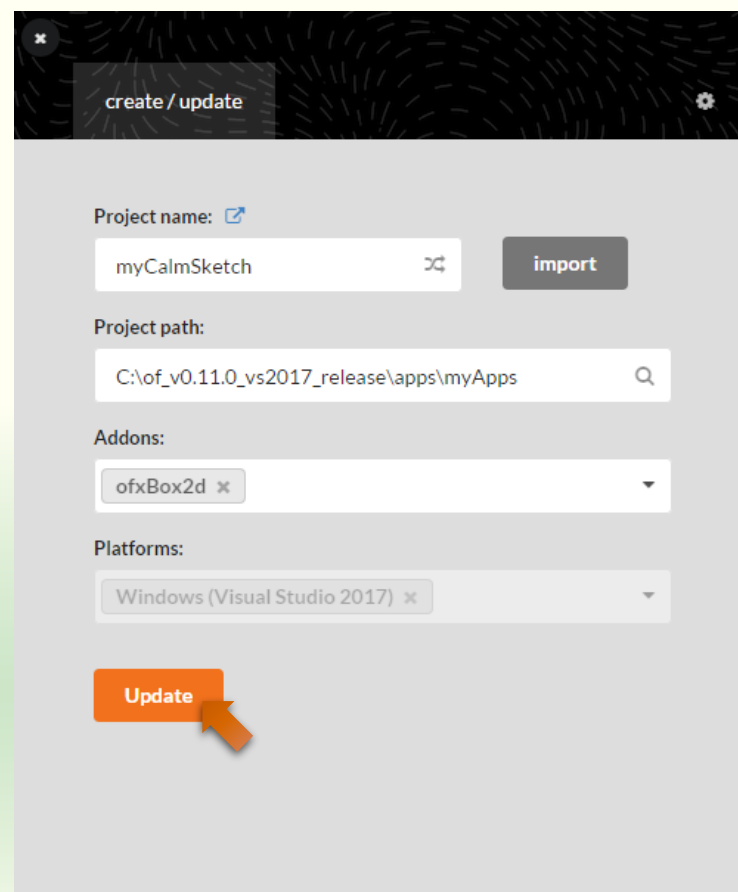 create / update
Project name:
myCalmSketch
import
Project path:
C:\of_v0.11.0_vs2017_release\apps\myApps
Addons:
ofxBox2d
Platforms:
Windows (Visual Studio 2017)
Update